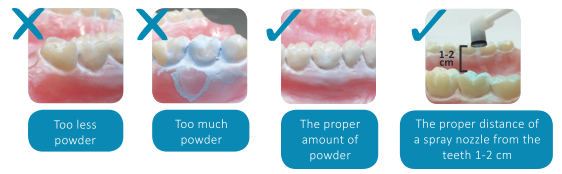 1-2
cm
Too less
powder
Too much
powder
The proper
amount of
powder
The proper distance of
a spray nozzle from the
teeth 1-2 cm